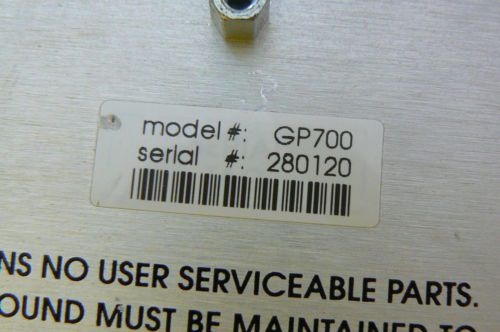 model #: GP700
serial #: 280120
NS NO USER SERVICEABLE PARTS.
OUND MUST BE MAINTAINED TO